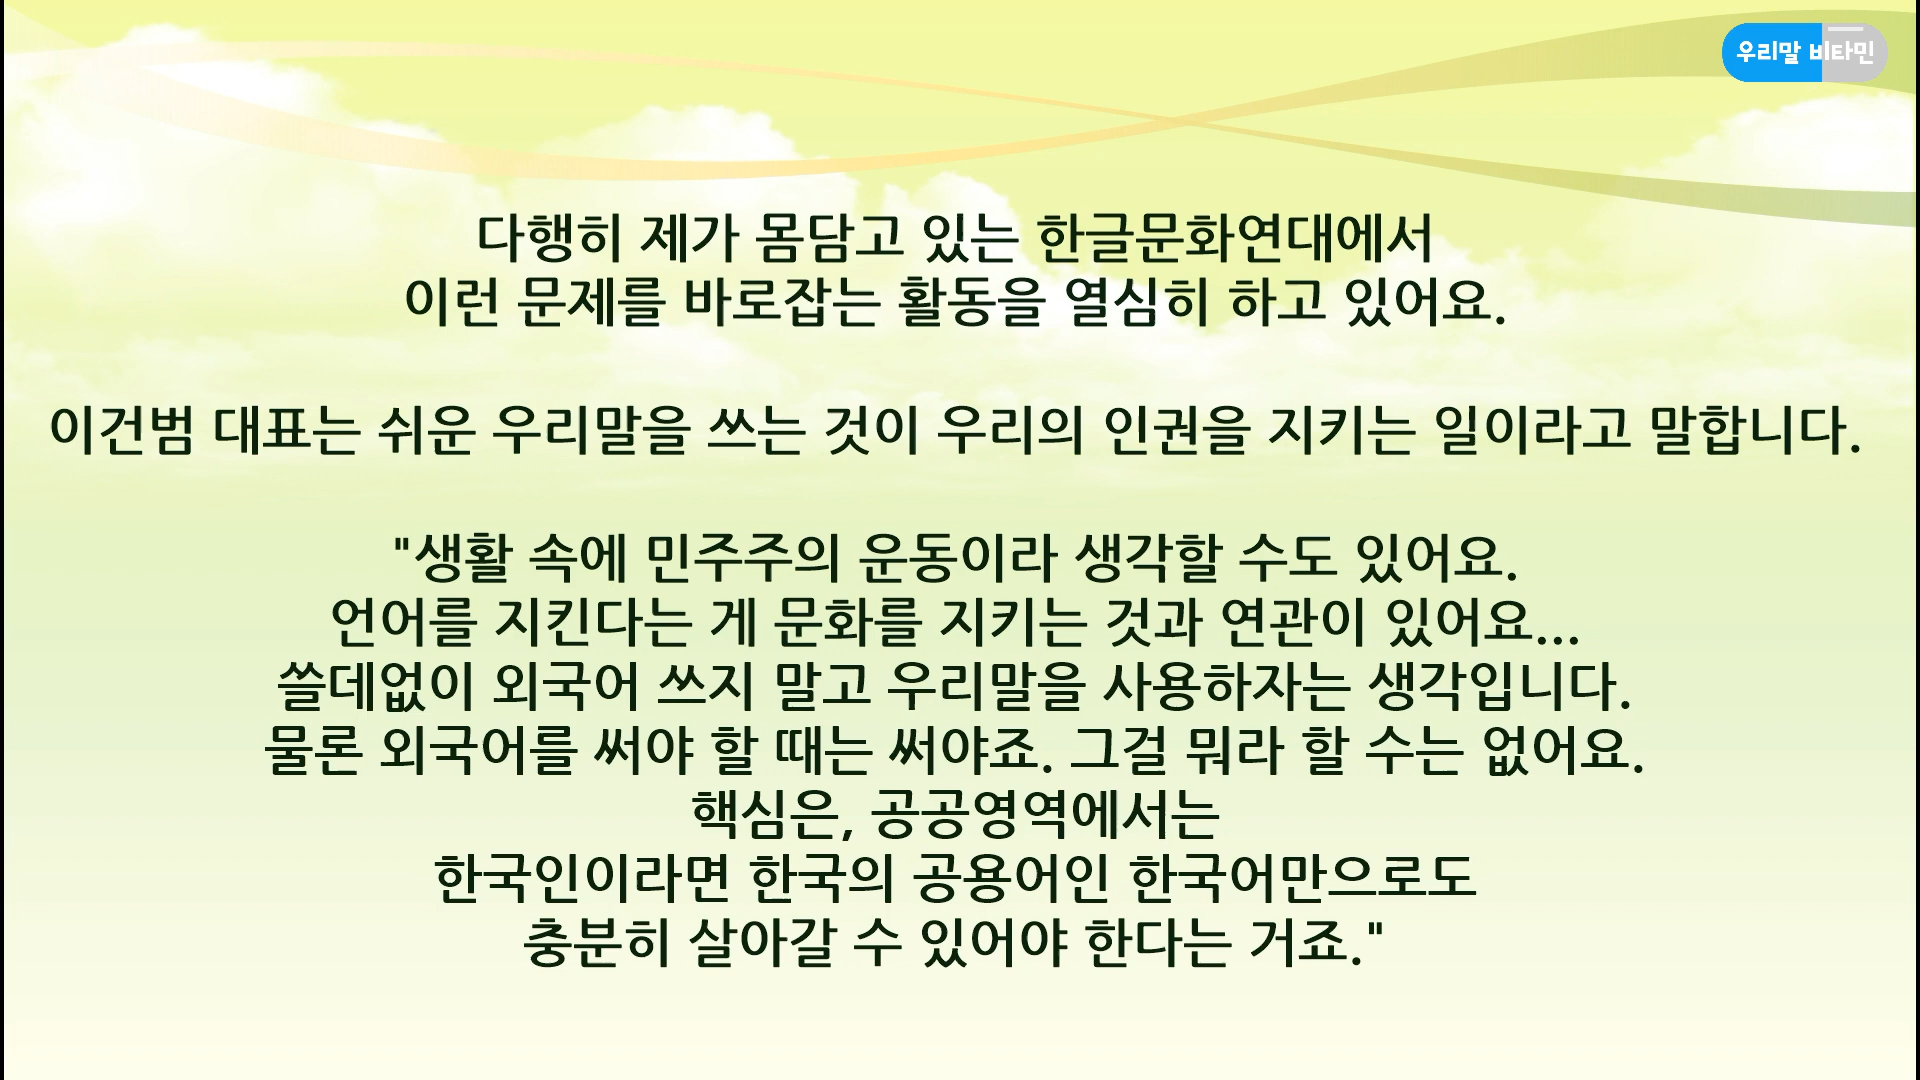 우리말 비타민
다행히 제가 몸담고 있는 한글문화연대에서
이런 문제를 바로잡는 활동을 열심히 하고 있어요.
이건범 대표는 쉬운 우리말을 쓰는 것이 우리의 인권을 지키는 일이라고 말합니다.
"생활 속에 민주주의 운동이라 생각할 수도 있어요.
언어를 지킨다는 게 문화를 지키는 것과 연관이 있어요...
쓸데없이 외국어 쓰지 말고 우리말을 사용하자는 생각입니다.
물론 외국어를 써야 할 때는 써야죠. 그걸 뭐라 할 수는 없어요.
핵심은, 공공영역에서는
한국인이라면 한국의 공용어인 한국어만으로도
충분히 살아갈 수 있어야 한다는 거죠."